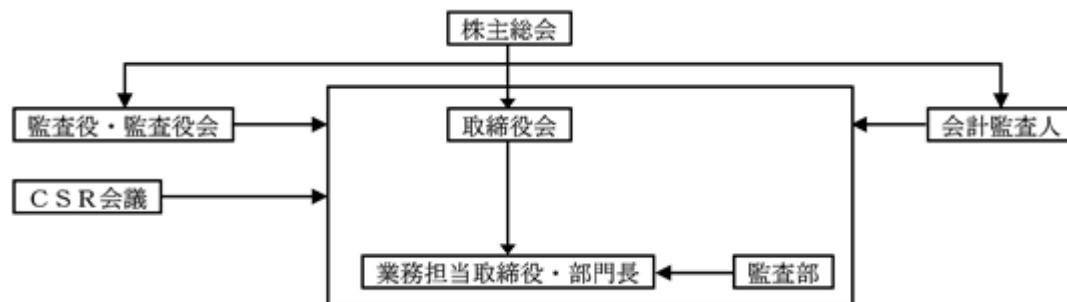 株主総会
監査役・監査役会
取締役会
会計監査人
ＣＳＲ会議
業務担当取締役・部門長
監査部